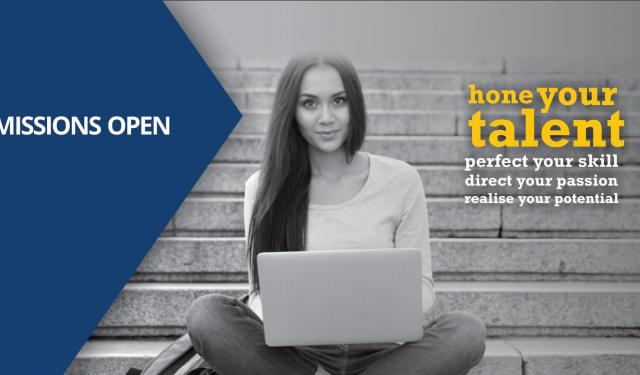 MISSIONS OPEN
hone your
talent
perfect your skill
direct your passion
realise your potential